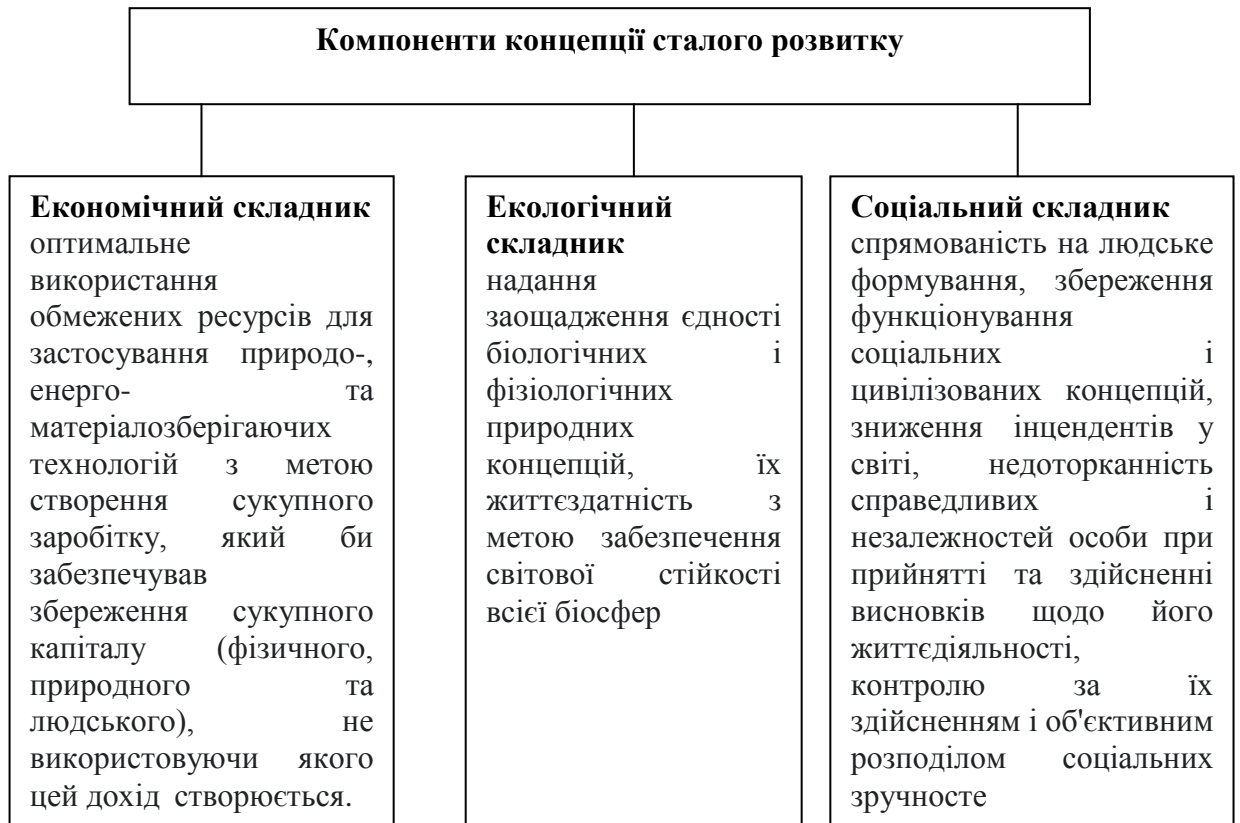 Компоненти концепції сталого розвитку
Економічний складник
оптимальне
використання
обмежених ресурсів для
застосування природо-,
енерго- та
матеріалозберігаючих
технологій з метою
створення сукупного
заробітку, який би
забезпечував
збереження сукупного
капіталу (фізичного,
природного та
людського), не
використовуючи якого
цей дохід створюється.
Екологічний
складник
надання
заощадження єдності
біологічних і
фізіологічних
природних
концепцій, їх
життєздатність з
метою забезпечення
світової стійкості
всієї біосфер
Соціальний складник
спрямованість на людське
формування, збереження
функціонування
соціальних і
цивілізованих концепцій,
зниження інцендентів у
світі, недоторканність
справедливих і
незалежностей особи при
прийнятті та здійсненні
висновків щодо його
життєдіяльності,
контролю за їх
здійсненням і об'єктивним
розподілом соціальних
зручносте